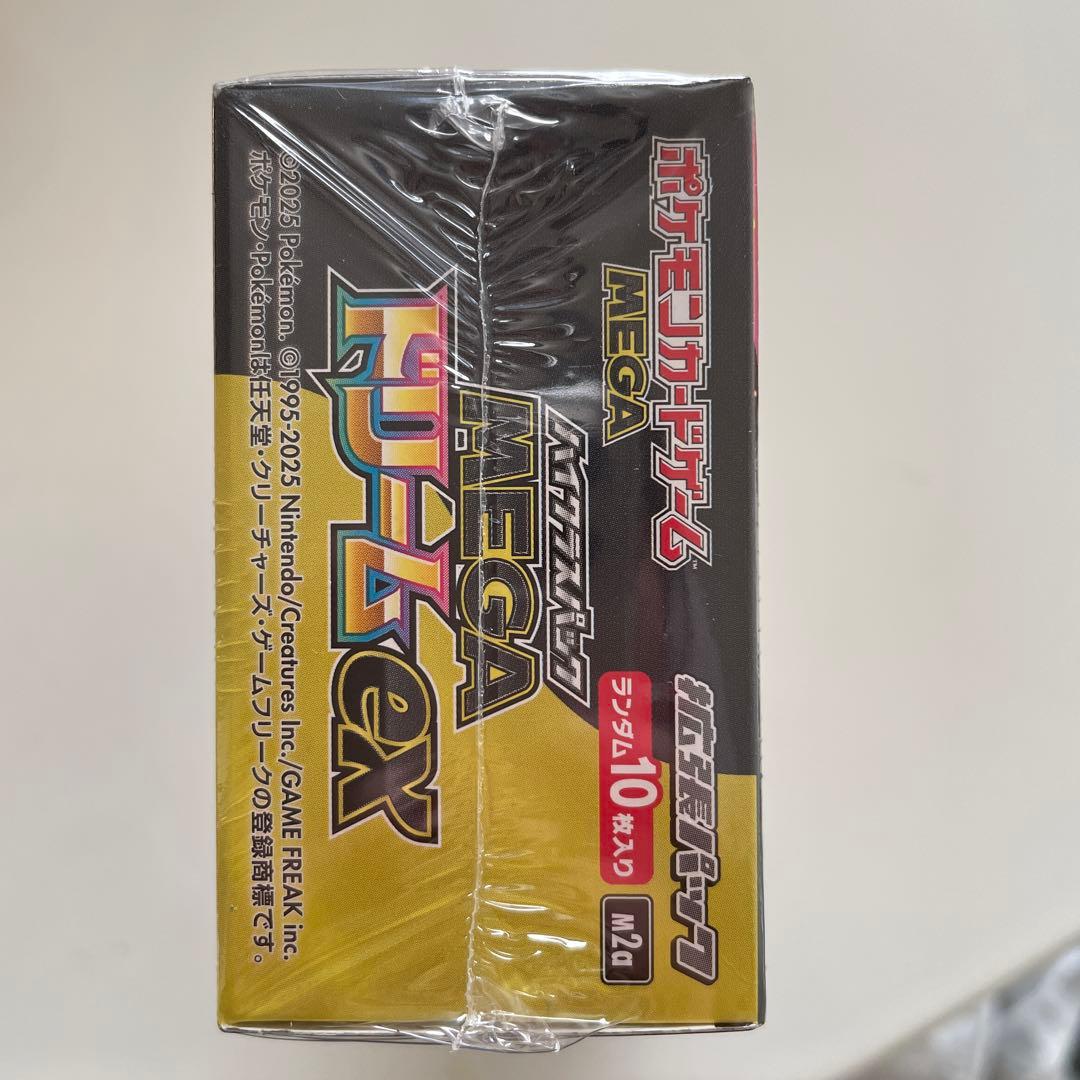 ポケモンカードゲーム™
MEGA
拡張パック
ハイクラスパック
MEGA
ドリームex
ランダム10枚入り
M2a
©2025 Pokémon. ©1995-2025 Nintendo/Creatures Inc./GAME FREAK inc.
ポケモン・Pokémonは任天堂・クリーチャーズ・ゲームフリークの登録商標です。